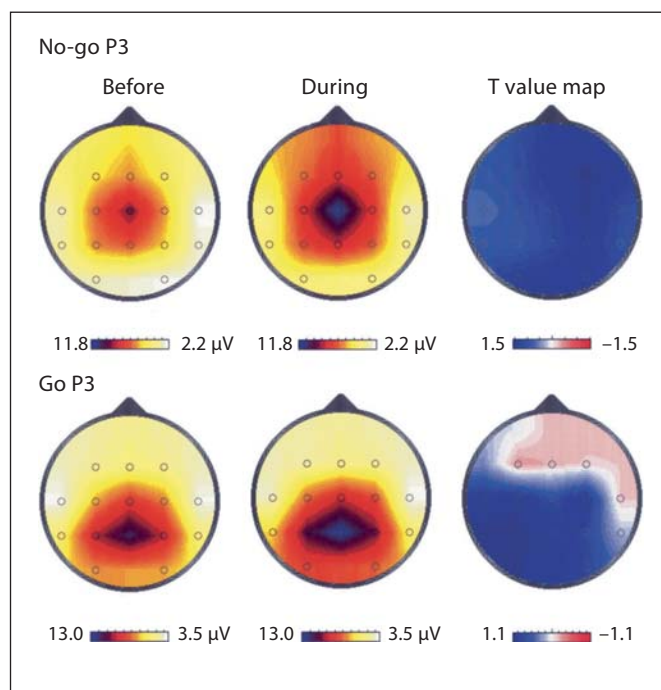 No-go P3
Before During T value map
11.8 2.2 μV 11.8 2.2 μV 1.5 –1.5
Go P3
13.0 3.5 μV 13.0 3.5 μV 1.1 –1.1